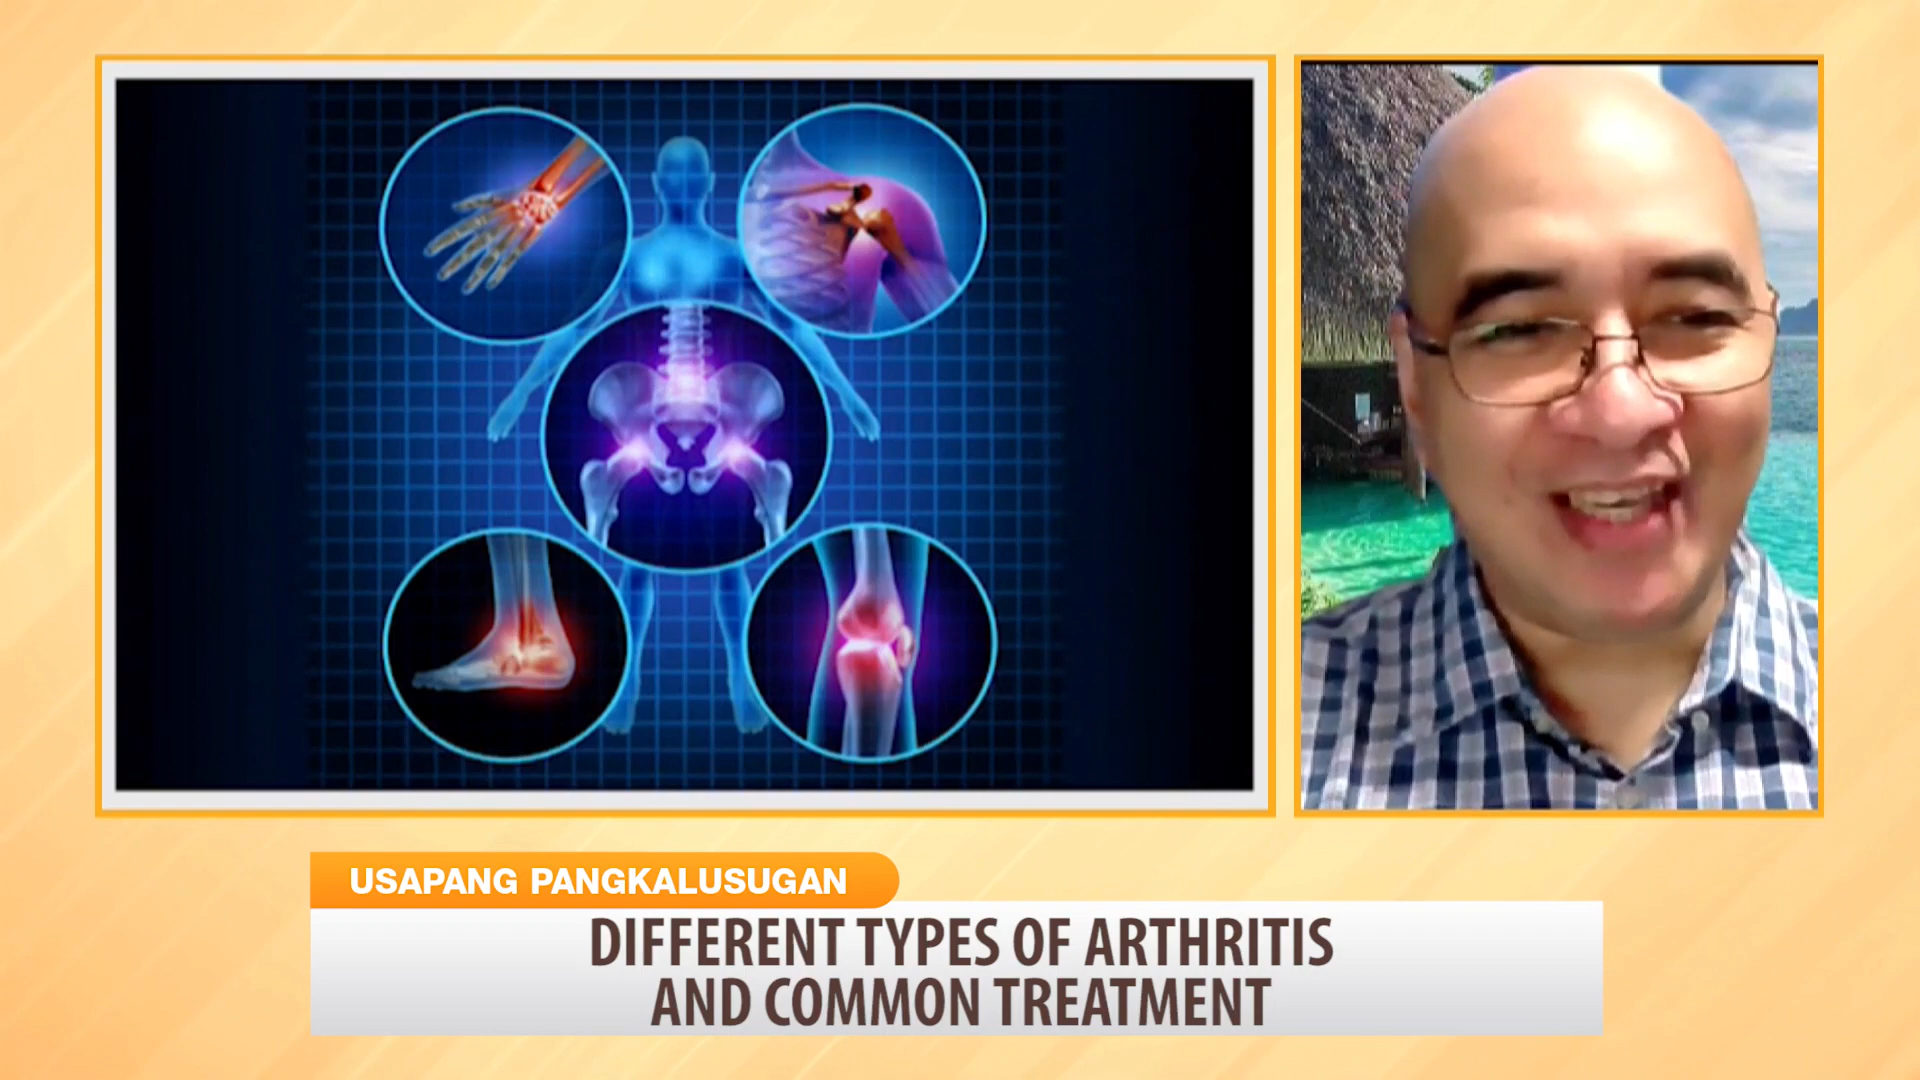 USAPANG PANGKALUSUGAN
DIFFERENT TYPES OF ARTHRITIS
AND COMMON TREATMENT